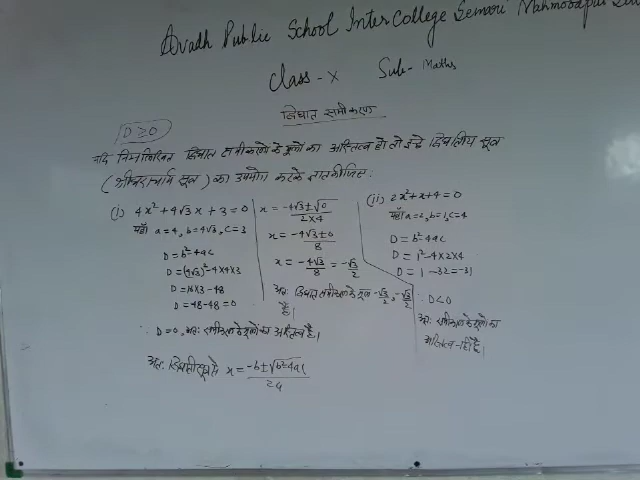 Avadh Public School Inter College Semari Mahmoodpur
Class - X Sub - Maths
द्विघात समीकरण
D ≥ 0
यदि निम्नलिखित द्विघात समीकरणों के मूलों का अस्तित्व हो तो इन्हें द्विघातीय सूत्र
(श्रीधराचार्य सूत्र) का उपयोग करके ज्ञात कीजिए।
(i) 4x² + 4√3 x + 3 = 0
यहाँ a = 4, b = 4√3, c = 3
D = b² - 4ac
D = (4√3)² - 4×4×3
D = 16×3 - 48
D = 48 - 48 = 0
D = 0, अतः समीकरण के मूलों का अस्तित्व है।
अतः द्विघाती सूत्र से x = -b ± √b² - 4ac / 2a
x = -4√3 ± √0 / 2×4
x = -4√3 ± 0 / 8
x = -4√3 / 8 = -√3 / 2
अतः द्विघात समीकरण के मूल -√3/2, -√3/2
हैं।
(ii) 2x² + x + 4 = 0
यहाँ a = 2, b = 1, c = 4
D = b² - 4ac
D = 1² - 4×2×4
D = 1 - 32 = -31
∴ D < 0
अतः समीकरण के मूलों का
अस्तित्व नहीं है।